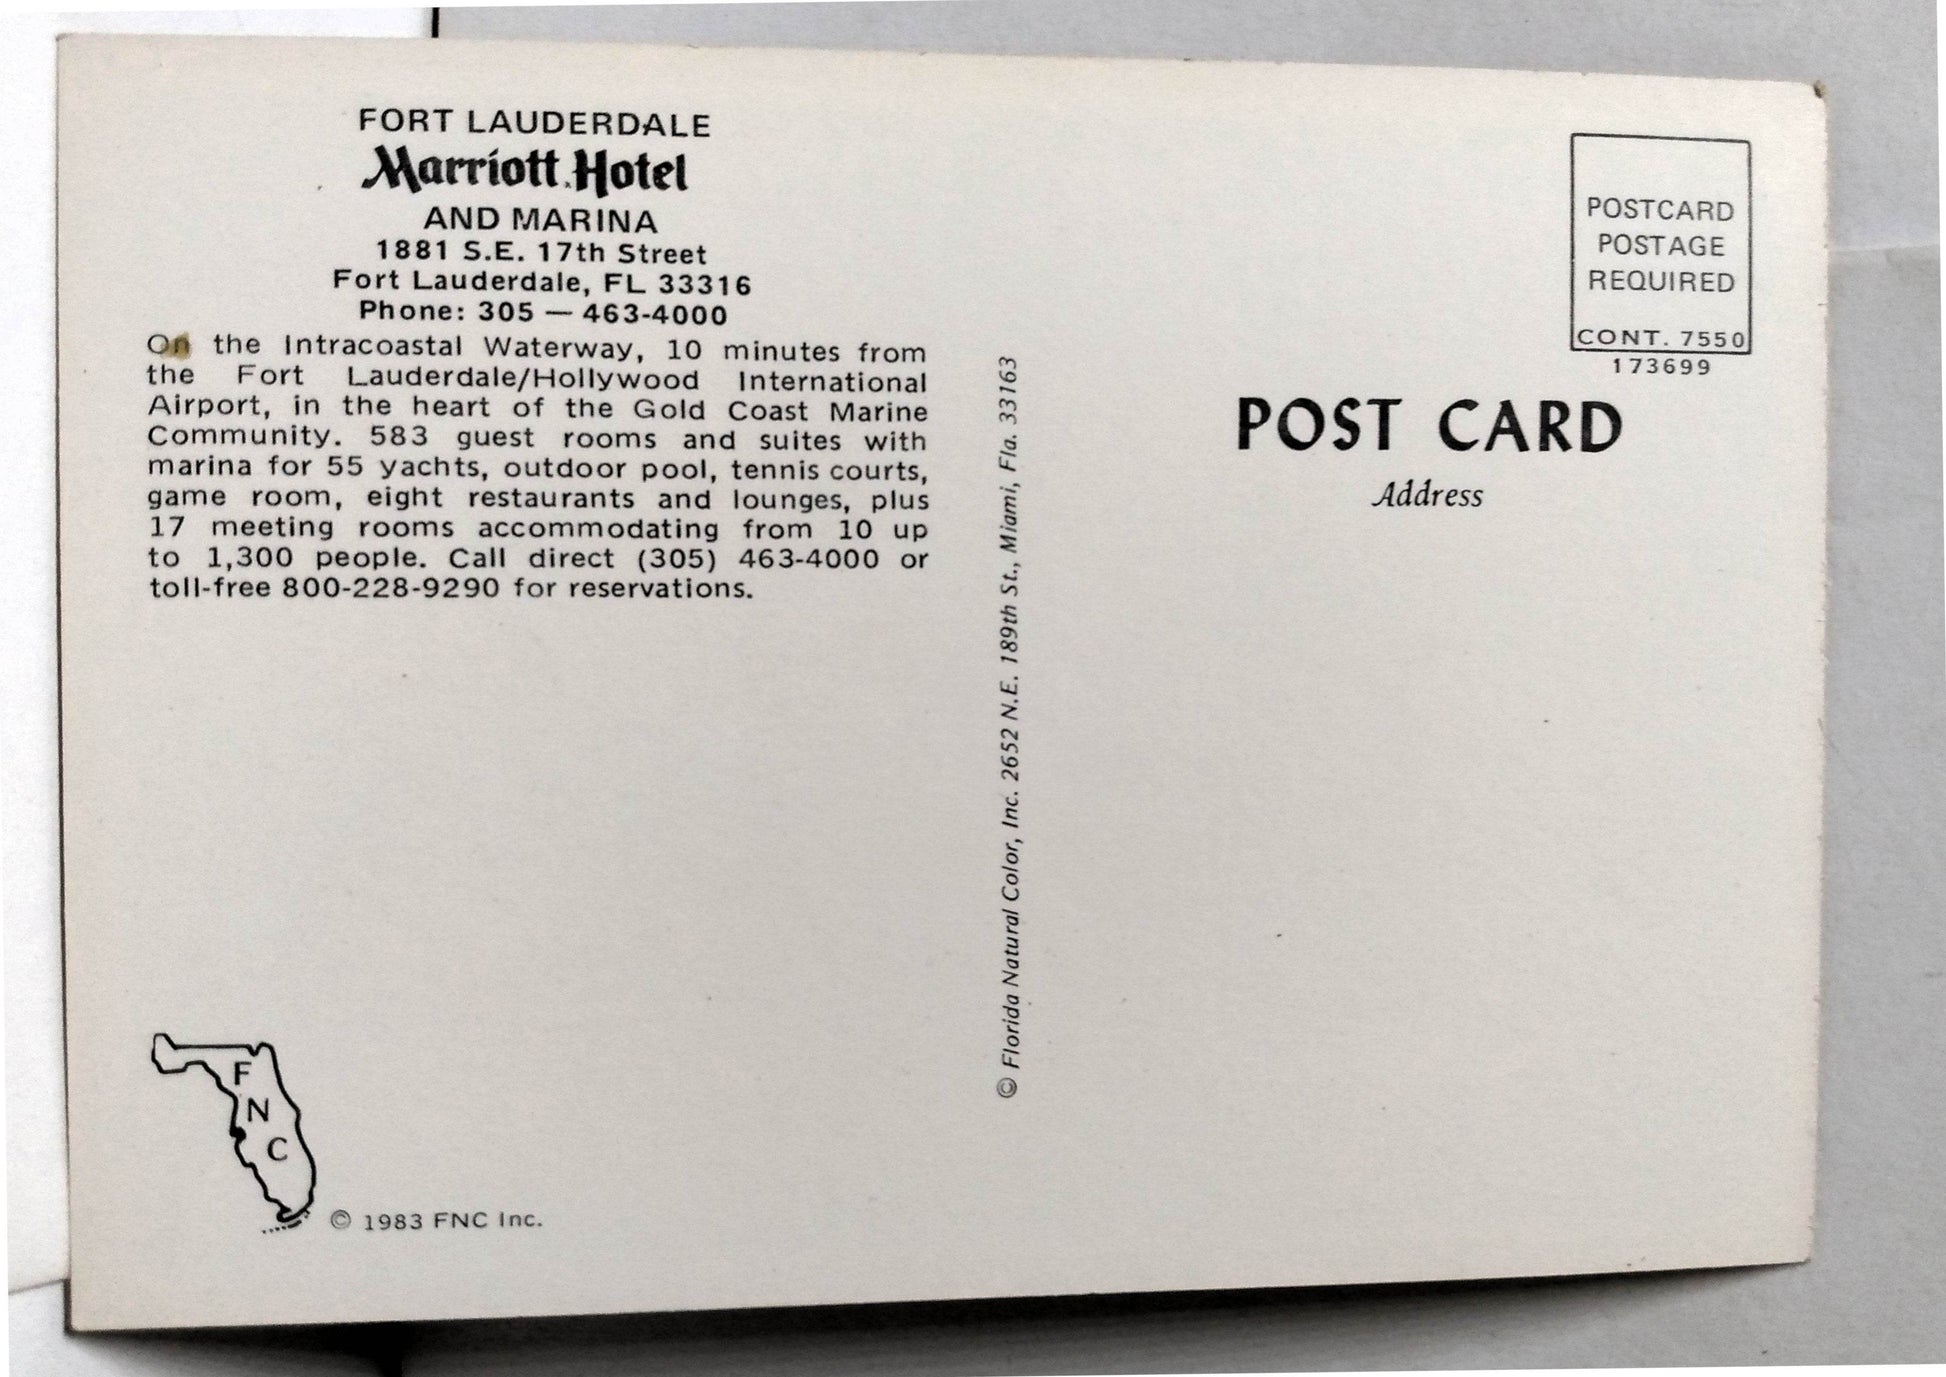 FORT LAUDERDALE
Marriott Hotel
AND MARINA
1881 S.E. 17th Street
Fort Lauderdale, FL 33316
Phone: 305 — 463-4000
On the Intracoastal Waterway, 10 minutes from
the Fort Lauderdale/Hollywood International
Airport, in the heart of the Gold Coast Marine
Community. 583 guest rooms and suites with
marina for 55 yachts, outdoor pool, tennis courts,
game room, eight restaurants and lounges, plus
17 meeting rooms accommodating from 10 up
to 1,300 people. Call direct (305) 463-4000 or
toll-free 800-228-9290 for reservations.
F
N
C
© 1983 FNC Inc.
© Florida Natural Color, Inc. 2652 N.E. 189th St., Miami, Fla. 33163
POSTCARD
POSTAGE
REQUIRED
CONT. 7550
173699
POST CARD
Address